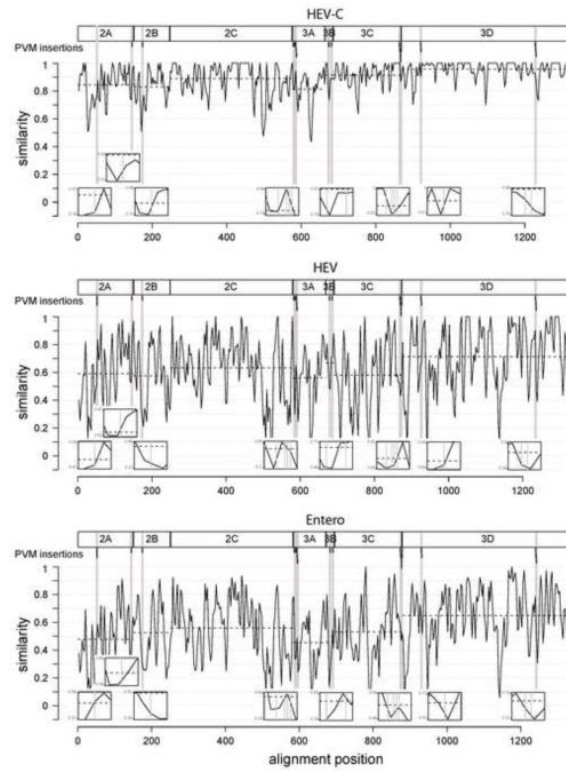 HEV-C
2A 2B 2C 3A 3B 3C 3D
PVM insertions
similarity
1
0.8
0.6
0.4
0.2
0
0 200 400 600 800 1000 1200
HEV
2A 2B 2C 3A 3B 3C 3D
PVM insertions
similarity
1
0.8
0.6
0.4
0.2
0
0 200 400 600 800 1000 1200
Entero
2A 2B 2C 3A 3B 3C 3D
PVM insertions
similarity
1
0.8
0.6
0.4
0.2
0
0 200 400 600 800 1000 1200
alignment position